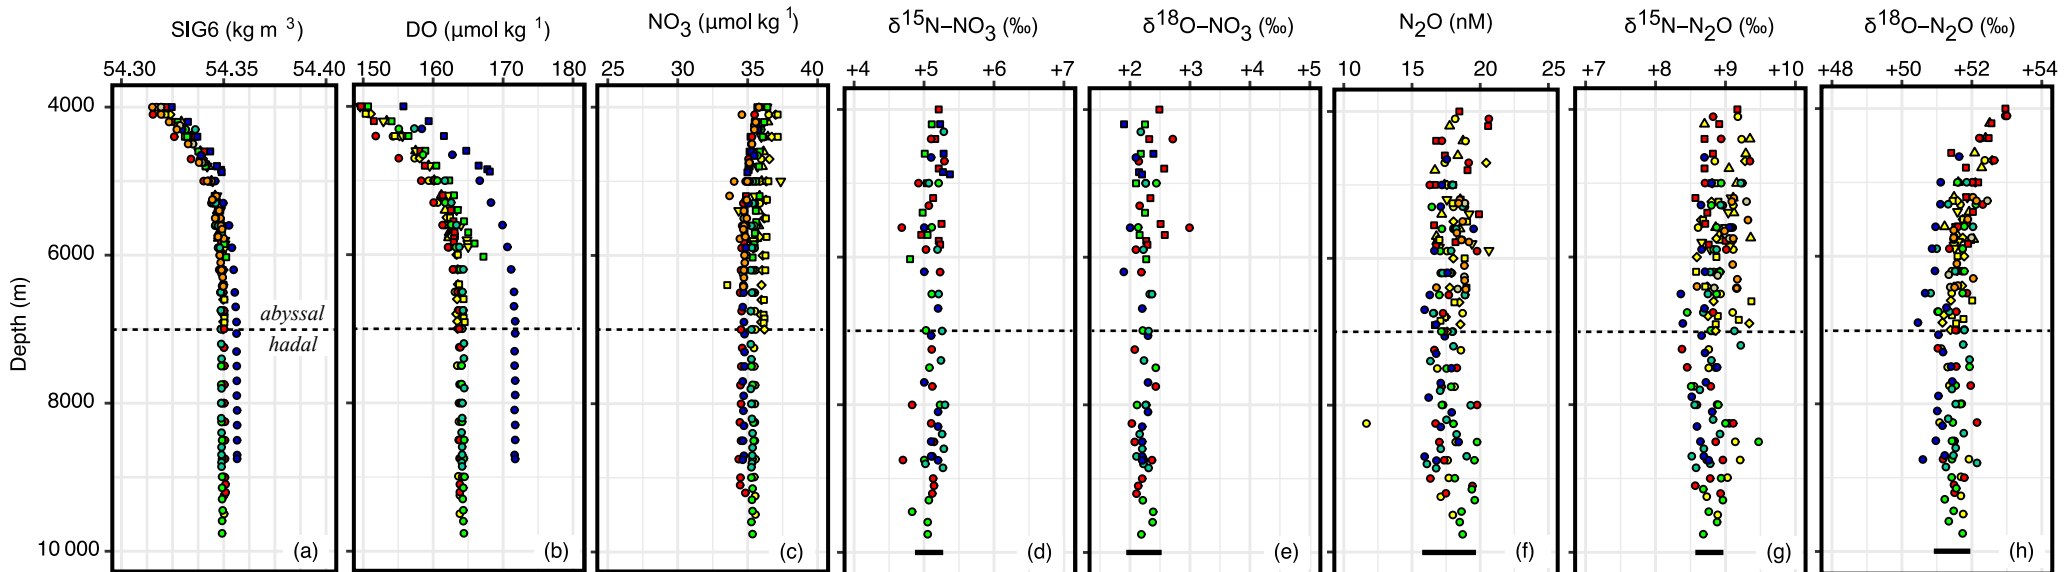 SIG6 (kg m 3)
DO (μmol kg 1)
NO3 (μmol kg 1)
δ15N–NO3 (‰)
δ18O–NO3 (‰)
N2O (nM)
δ15N–N2O (‰)
δ18O–N2O (‰)
54.30 54.35 54.40
150 160 170 180
25 30 35 40
+4 +5 +6 +7
+2 +3 +4 +5
10 15 20 25
+7 +8 +9 +10
+48 +50 +52 +54
4000
6000
8000
10 000
Depth (m)
abyssal
hadal
(a)
(b)
(c)
(d)
(e)
(f)
(g)
(h)